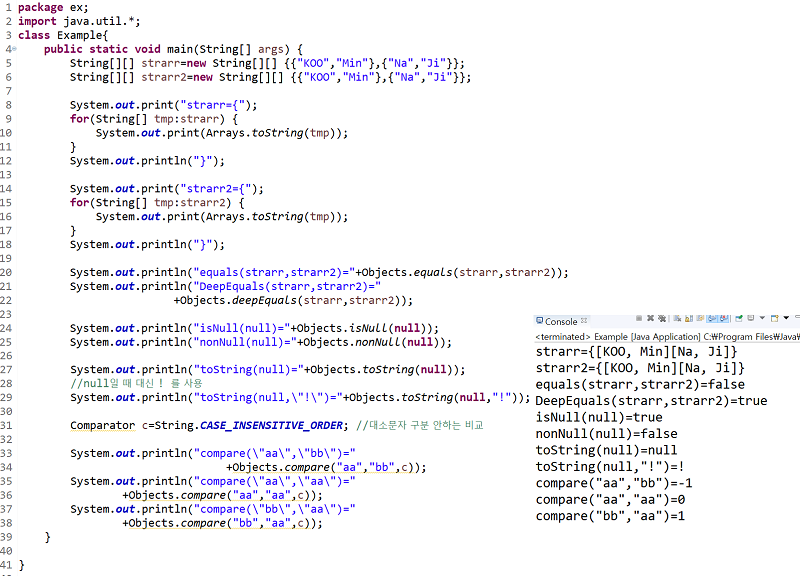 1 package ex;
2 import java.util.*;
3 class Example{
4 public static void main(String[] args) {
5 String[][] strarr=new String[][] {{"KOO","Min"},{"Na","Ji"}};
6 String[][] strarr2=new String[][] {{"KOO","Min"},{"Na","Ji"}};
7
8 System.out.print("strarr={");
9 for(String[] tmp:strarr) {
10 System.out.print(Arrays.toString(tmp));
11 }
12 System.out.println("}");
13
14 System.out.print("strarr2={");
15 for(String[] tmp:strarr2) {
16 System.out.print(Arrays.toString(tmp));
17 }
18 System.out.println("}");
19
20 System.out.println("equals(strarr,strarr2)="+Objects.equals(strarr,strarr2));
21 System.out.println("DeepEquals(strarr,strarr2)="
22 +Objects.deepEquals(strarr,strarr2));
23
24 System.out.println("isNull(null)="+Objects.isNull(null));
25 System.out.println("nonNull(null)="+Objects.nonNull(null));
26
27 System.out.println("toString(null)="+Objects.toString(null));
28 //null일 때 대신 ! 를 사용
29 System.out.println("toString(null,\"!\")="+Objects.toString(null,"!"));
30
31 Comparator c=String.CASE_INSENSITIVE_ORDER; //대소문자 구분 안하는 비교
32
33 System.out.println("compare(\"aa\",\"bb\")="
34 +Objects.compare("aa","bb",c));
35 System.out.println("compare(\"aa\",\"aa\")="
36 +Objects.compare("aa","aa",c));
37 System.out.println("compare(\"bb\",\"aa\")="
38 +Objects.compare("bb","aa",c));
39 }
40
41 }
Console
<terminated> Example [Java Application] C:₩Program Files₩Java₩
strarr={[KOO, Min][Na, Ji]}
strarr2={[KOO, Min][Na, Ji]}
equals(strarr,strarr2)=false
DeepEquals(strarr,strarr2)=true
isNull(null)=true
nonNull(null)=false
toString(null)=null
toString(null,"!")=!
compare("aa","bb")=-1
compare("aa","aa")=0
compare("bb","aa")=1